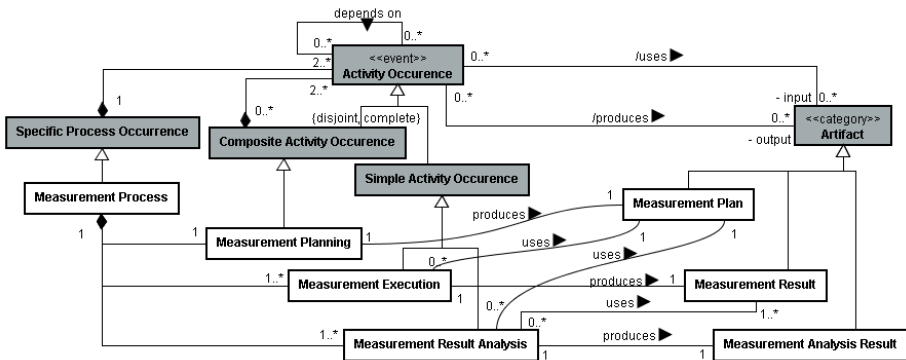 depends on
0..*
0..*
<<event>>
Activity Occurence
0..*
/uses
2..*
2..*
0..*
- input
0..*
1
0..*
{disjoint, complete}
/produces
0..*
<<category>>
Artifact
- output
Specific Process Occurrence
Composite Activity Occurence
Simple Activity Occurence
Measurement Process
1
1
Measurement Planning
1
produces
1
Measurement Plan
uses
1
1
uses
0..*
1..*
Measurement Execution
1
produces
1
Measurement Result
0..*
uses
0..*
1..*
1..*
Measurement Result Analysis
1
produces
1
Measurement Analysis Result